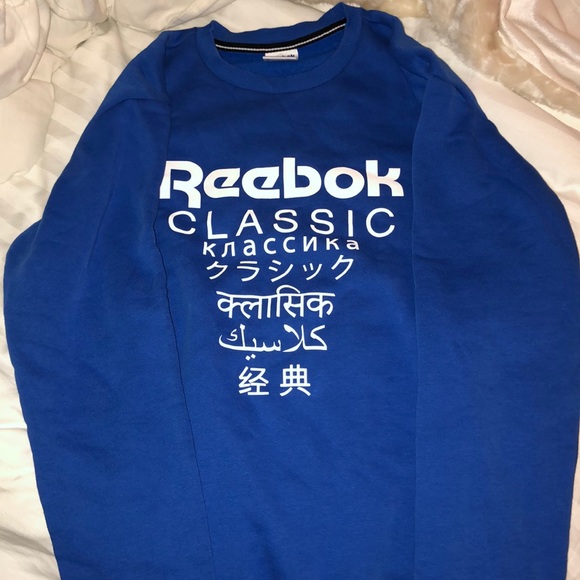 Reebok
CLASSIC
классика
クラシック
क्लासिक
كلاسيك
经典